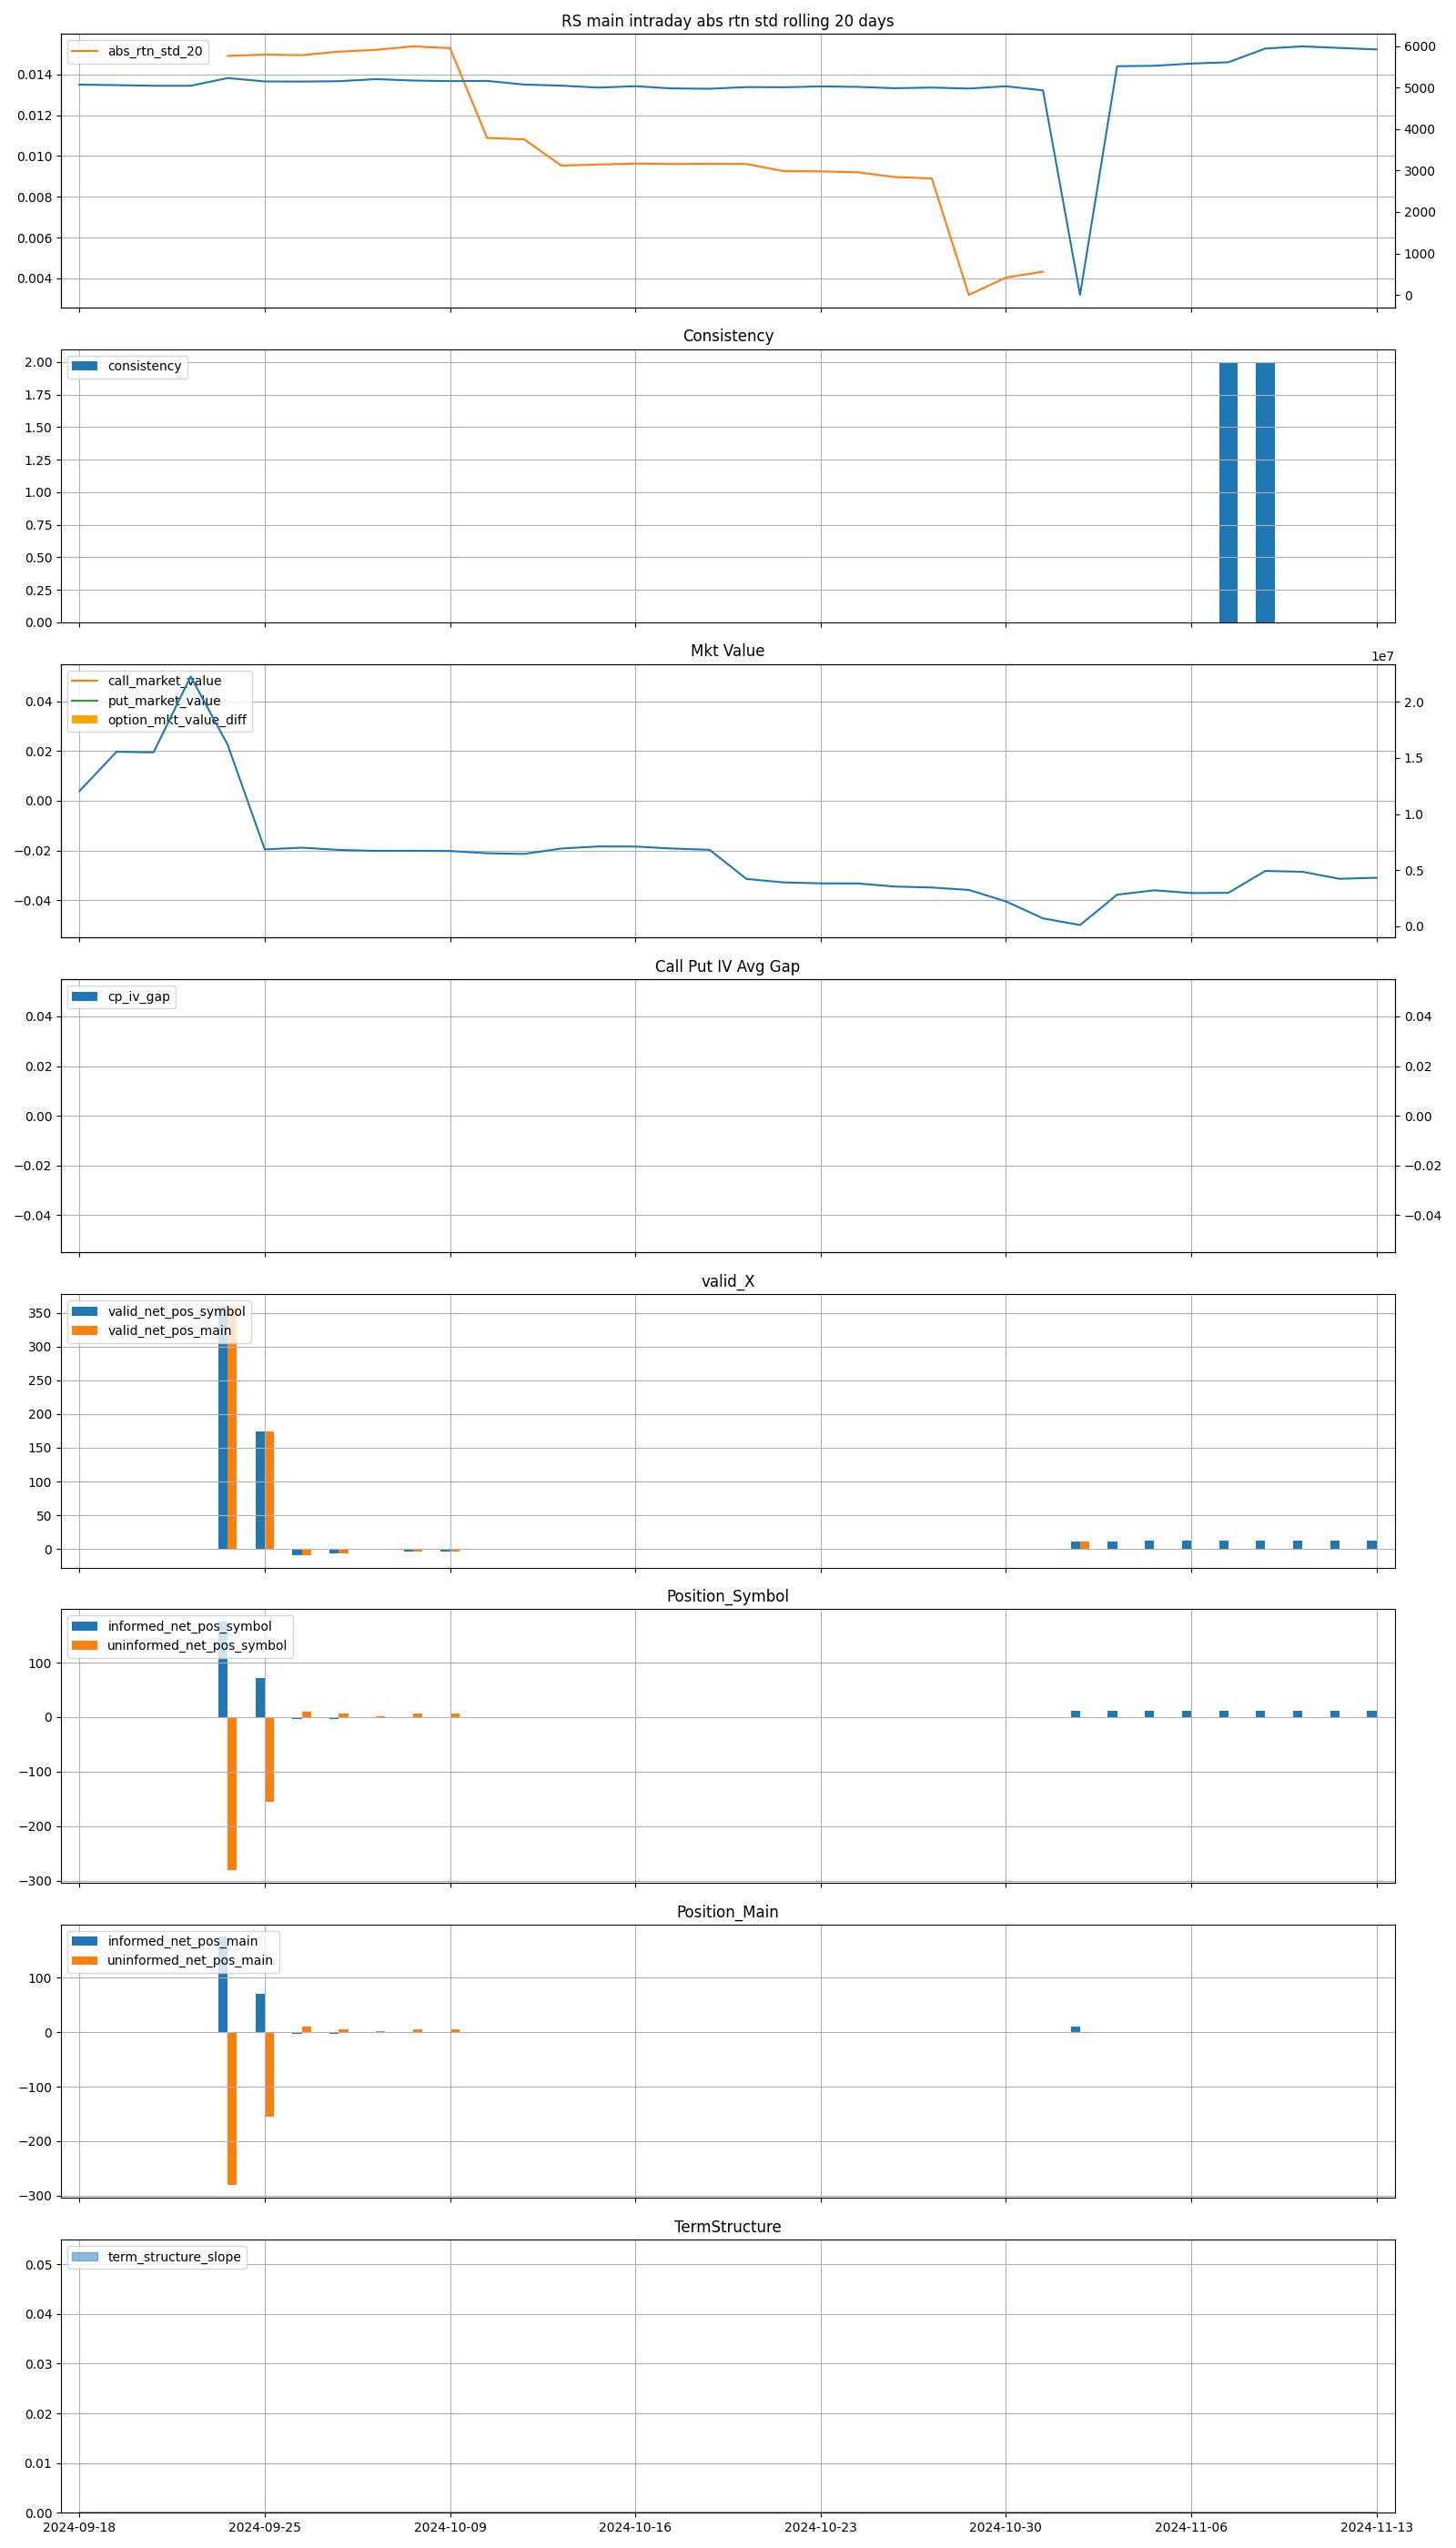 RS main intraday abs rtn std rolling 20 days
abs_rtn_std_20
0.014
0.012
0.010
0.008
0.006
0.004
6000
5000
4000
3000
2000
1000
0
Consistency
consistency
2.00
1.75
1.50
1.25
1.00
0.75
0.50
0.25
0.00
Mkt Value
1e7
call_market_value
put_market_value
option_mkt_value_diff
0.04
0.02
0.00
−0.02
−0.04
2.0
1.5
1.0
0.5
0.0
Call Put IV Avg Gap
cp_iv_gap
0.04
0.02
0.00
−0.02
−0.04
0.04
0.02
0.00
−0.02
−0.04
valid_X
valid_net_pos_symbol
valid_net_pos_main
350
300
250
200
150
100
50
0
Position_Symbol
informed_net_pos_symbol
uninformed_net_pos_symbol
100
0
−100
−200
−300
Position_Main
informed_net_pos_main
uninformed_net_pos_main
100
0
−100
−200
−300
TermStructure
term_structure_slope
0.05
0.04
0.03
0.02
0.01
0.00
2024-09-18 2024-09-25 2024-10-09 2024-10-16 2024-10-23 2024-10-30 2024-11-06 2024-11-13